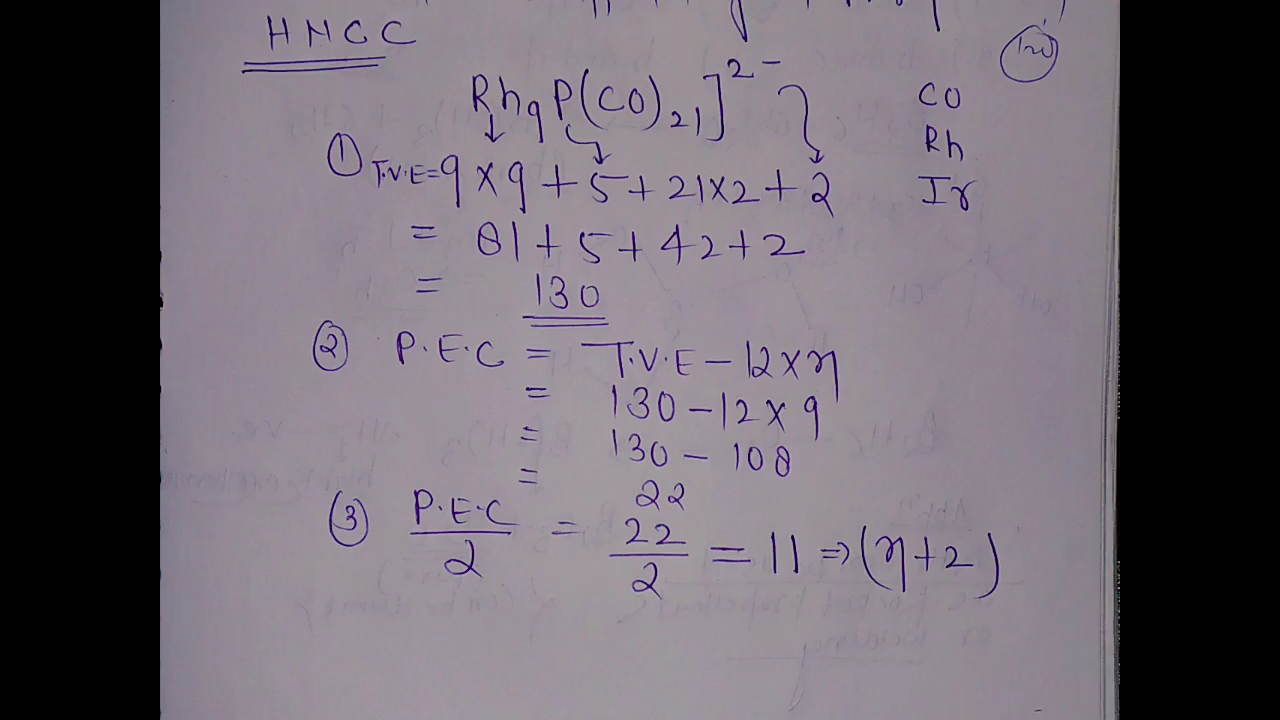 HNCC
Rh9P(CO)21]2-
CO
Rh
Ir
① T.V.E = 9 × 9 + 5 + 21×2 + 2
= 81 + 5 + 42 + 2
= 130
② P.E.C = T.V.E - 12 × η
= 130 - 12 × 9
= 130 - 108
= 22
③ P.E.C/2 = 22/2 = 11 ⇒ (η+2)